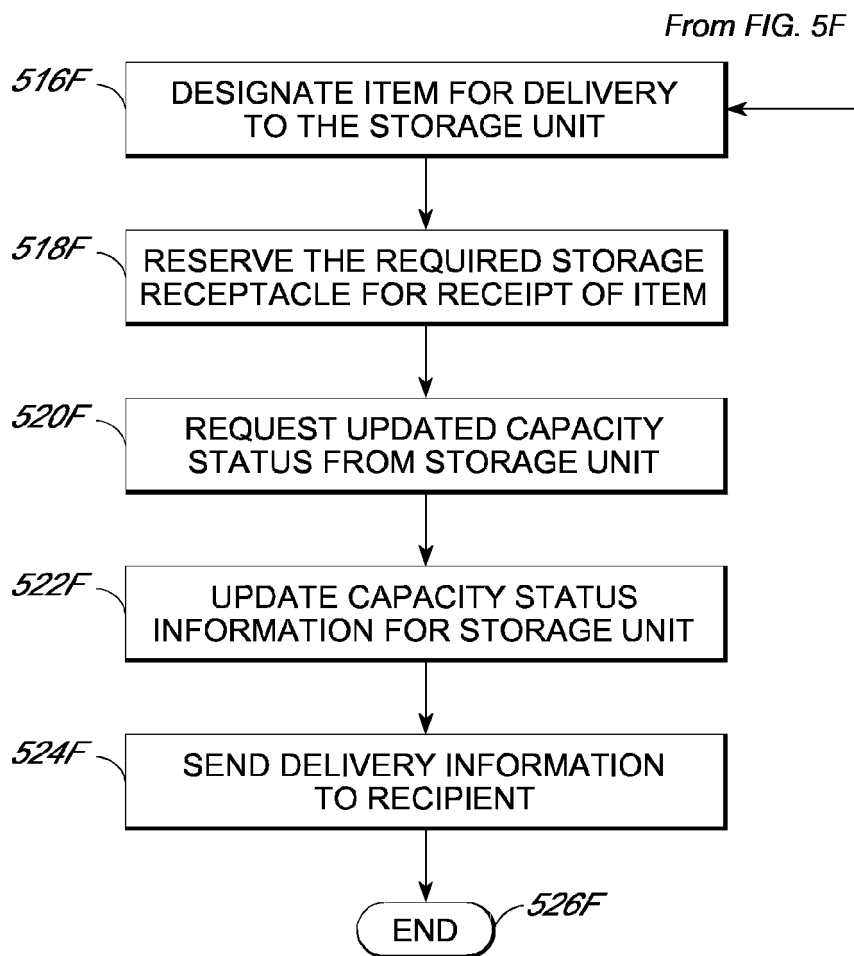 From FIG. 5F
516F
DESIGNATE ITEM FOR DELIVERY
TO THE STORAGE UNIT
518F
RESERVE THE REQUIRED STORAGE
RECEPTACLE FOR RECEIPT OF ITEM
520F
REQUEST UPDATED CAPACITY
STATUS FROM STORAGE UNIT
522F
UPDATE CAPACITY STATUS
INFORMATION FOR STORAGE UNIT
524F
SEND DELIVERY INFORMATION
TO RECIPIENT
END
526F